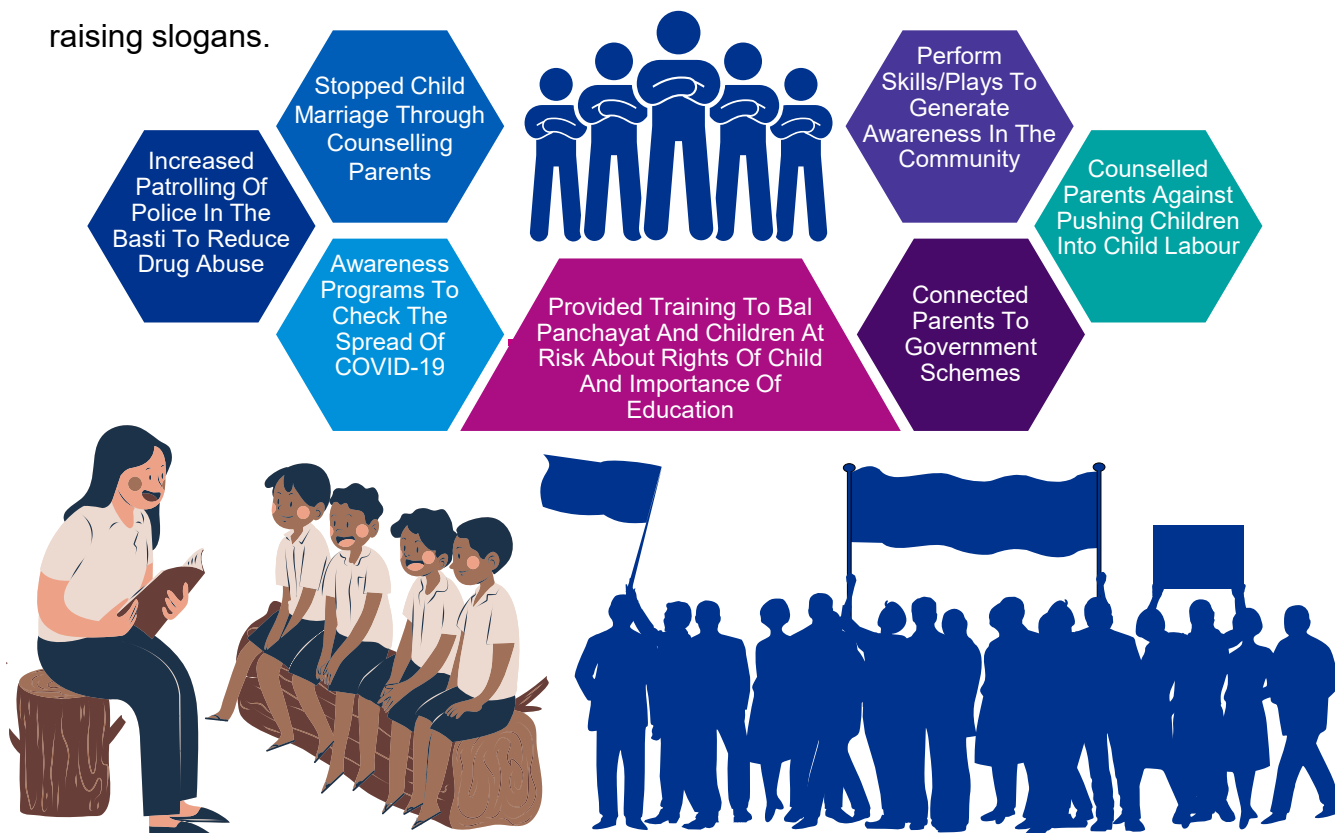 raising slogans.
Stopped Child
Marriage Through
Counselling
Parents
Increased
Patrolling Of
Police In The
Basti To Reduce
Drug Abuse
Awareness
Programs To
Check The
Spread Of
COVID-19
Provided Training To Bal
Panchayat And Children At
Risk About Rights Of Child
And Importance Of
Education
Perform
Skills/Plays To
Generate
Awareness In The
Community
Counselled
Parents Against
Pushing Children
Into Child Labour
Connected
Parents To
Government
Schemes